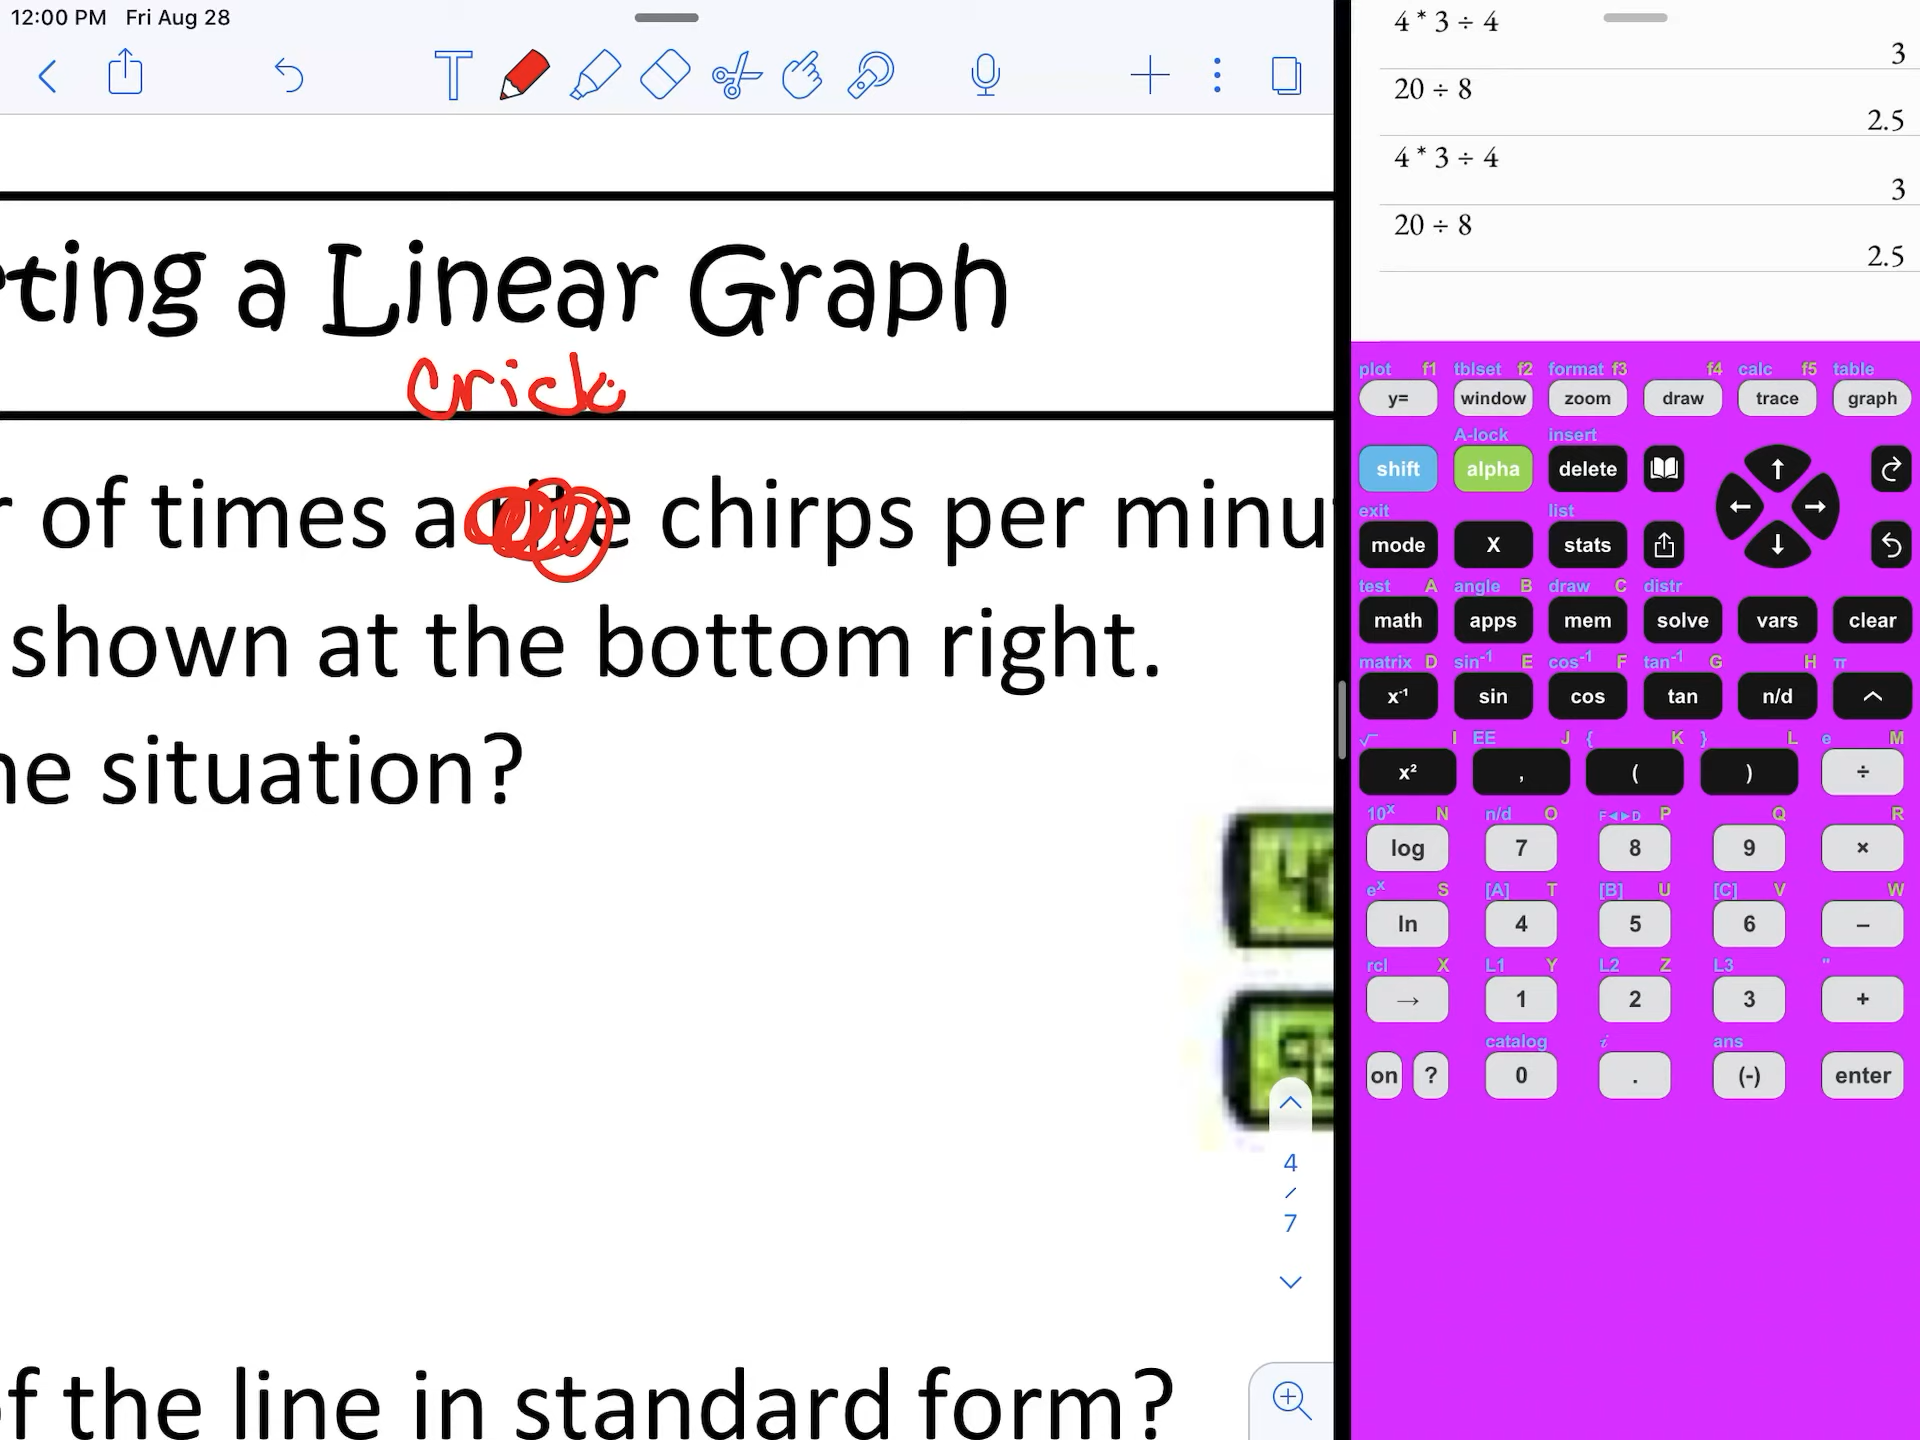 12:00 PM Fri Aug 28
rting a Linear Graph
crick
r of times a chirps per minu
shown at the bottom right.
ne situation?
4
/
7
of the line in standard form?
4 * 3 ÷ 4
3
20 ÷ 8
2.5
4 * 3 ÷ 4
3
20 ÷ 8
2.5
plot f1 tblset f2 format f3 f4 calc f5 table
y= window zoom draw trace graph
A-lock insert
shift alpha delete
exit list
mode X stats
test A angle B draw C distr
math apps mem solve vars clear
matrix D sin⁻¹ E cos⁻¹ F tan⁻¹ G H π
x⁻¹ sin cos tan n/d ^
√ I EE J { K } L e M
x² , ( ) ÷
10ˣ N n/d O F◄►D P Q R
log 7 8 9 ×
eˣ S [A] T [B] U [C] V W
ln 4 5 6 −
rcl X L1 Y L2 Z L3 "
→ 1 2 3 +
catalog i ans
on ? 0 . (-) enter